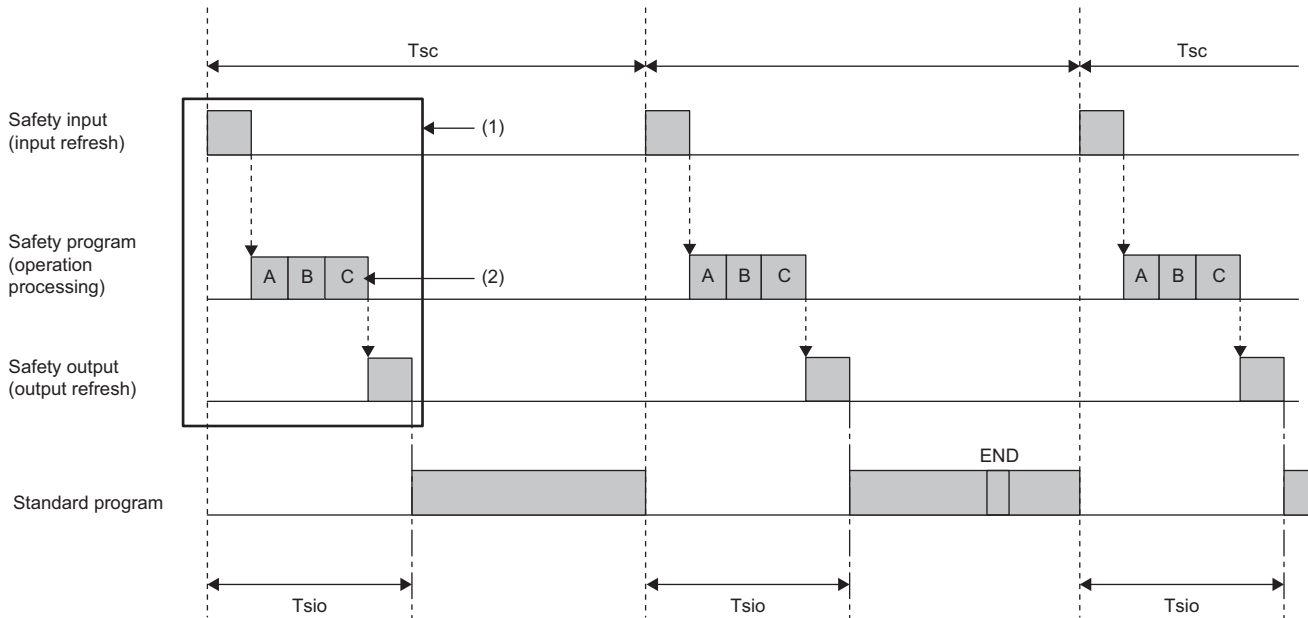 Tsc
Tsc
Safety input
(input refresh)
(1)
Safety program
(operation
processing)
A B C
(2)
A B C
A B C
Safety output
(output refresh)
END
Standard program
Tsio
Tsio
Tsio